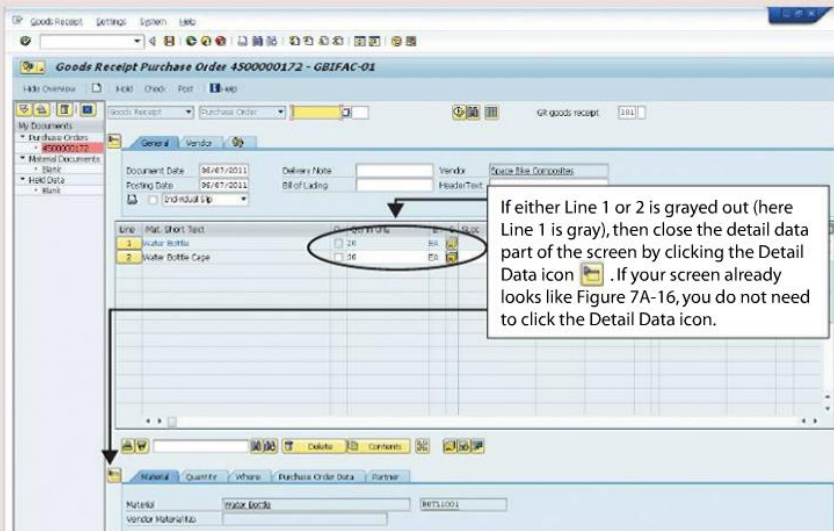 Goods Receipt Settings System Help
Goods Receipt Purchase Order 4500000172 - GBIFAC-01
Hide Overview Hold Check Post Help
Goods Receipt Purchase Order GR goods receipt 101
My Documents
Purchase Orders
4500000172
Material Documents
Blank
Held Data
Blank
General Vendor
Document Date 06/07/2011 Delivery Note Vendor Space Bike Composites
Posting Date 06/07/2011 Bill of Lading HeaderText
Individual Slip
Line Mat. Short Text SLoc
1 Water Bottle 20 EA
2 Water Bottle Cage EA
If either Line 1 or 2 is grayed out (here
Line 1 is gray), then close the detail data
part of the screen by clicking the Detail
Data icon . If your screen already
looks like Figure 7A-16, you do not need
to click the Detail Data icon.
Delete Contents
Material Quantity Where Purchase Order Data Partner
Material Water Bottle
Vendor Material No.